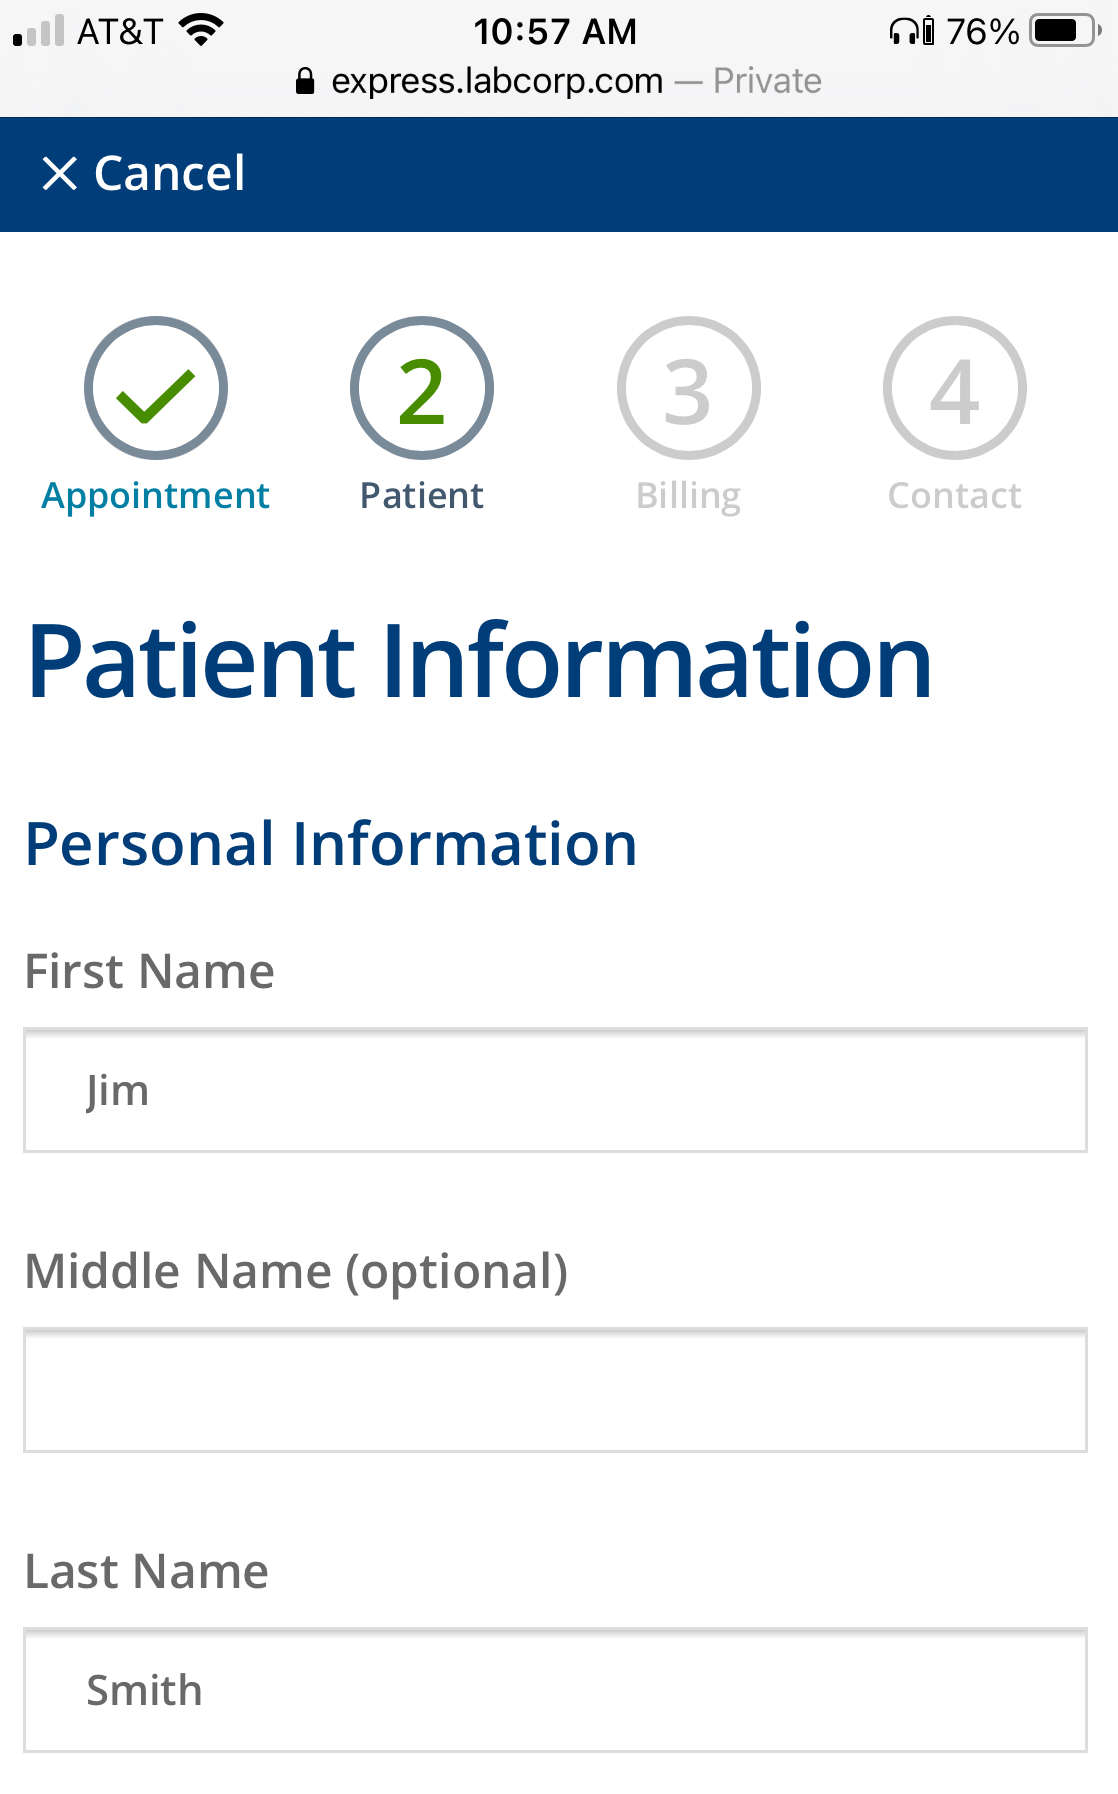 AT&T 10:57 AM 76%
express.labcorp.com — Private
Cancel
2 3 4
Appointment Patient Billing Contact
Patient Information
Personal Information
First Name
Jim
Middle Name (optional)
Last Name
Smith